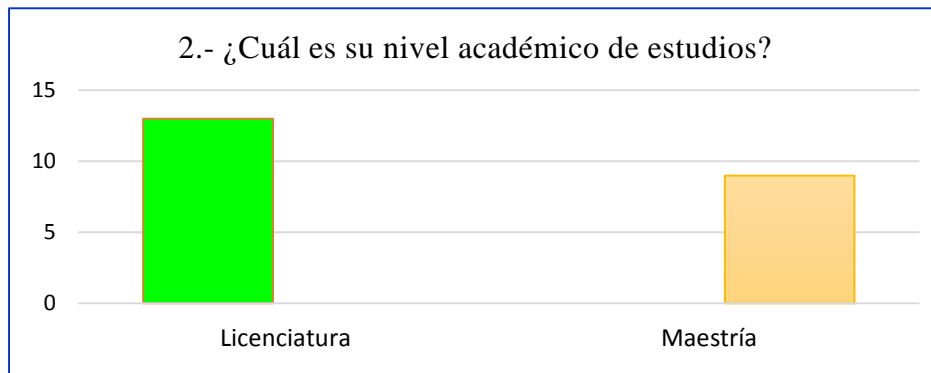 2.- ¿Cuál es su nivel académico de estudios?
15
10
5
0
Licenciatura Maestría